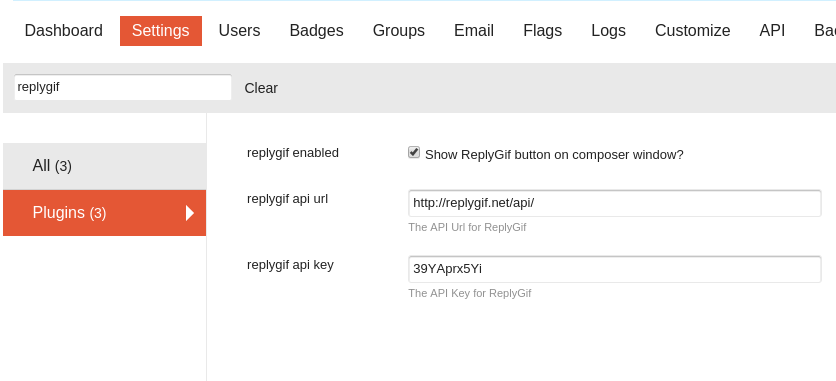 Dashboard Settings Users Badges Groups Email Flags Logs Customize API
replygif Clear
All (3)
Plugins (3)
replygif enabled Show ReplyGif button on composer window?
replygif api url http://replygif.net/api/
The API Url for ReplyGif
replygif api key 39YAprx5Yi
The API Key for ReplyGif